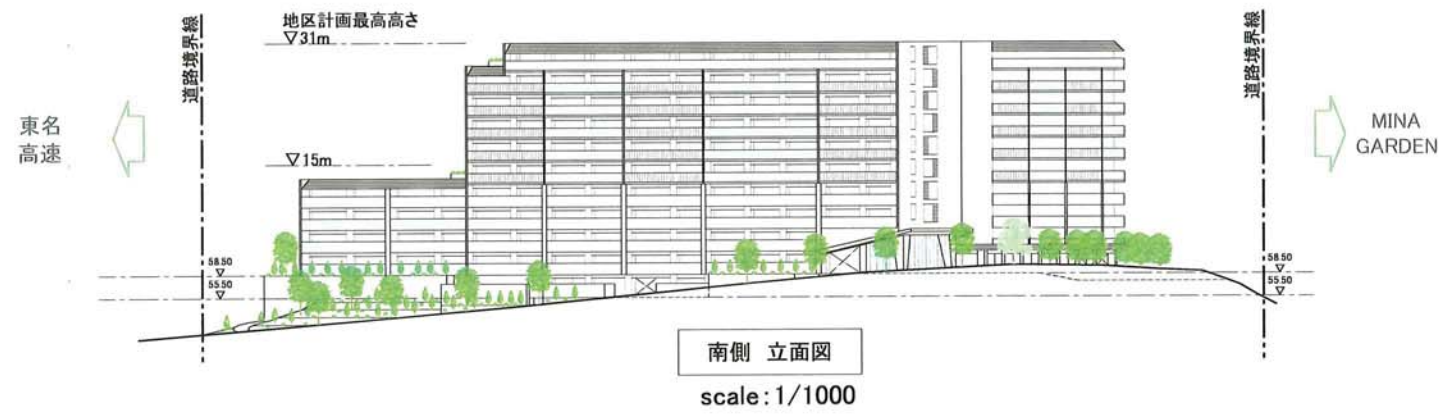 地区計画最高高さ
▽31m
道路境界線
道路境界線
東名
高速
MINA
GARDEN
▽15m
58.50
▽
55.50
▽
58.50
▽
55.50
▽
南側 立面図
scale:1/1000